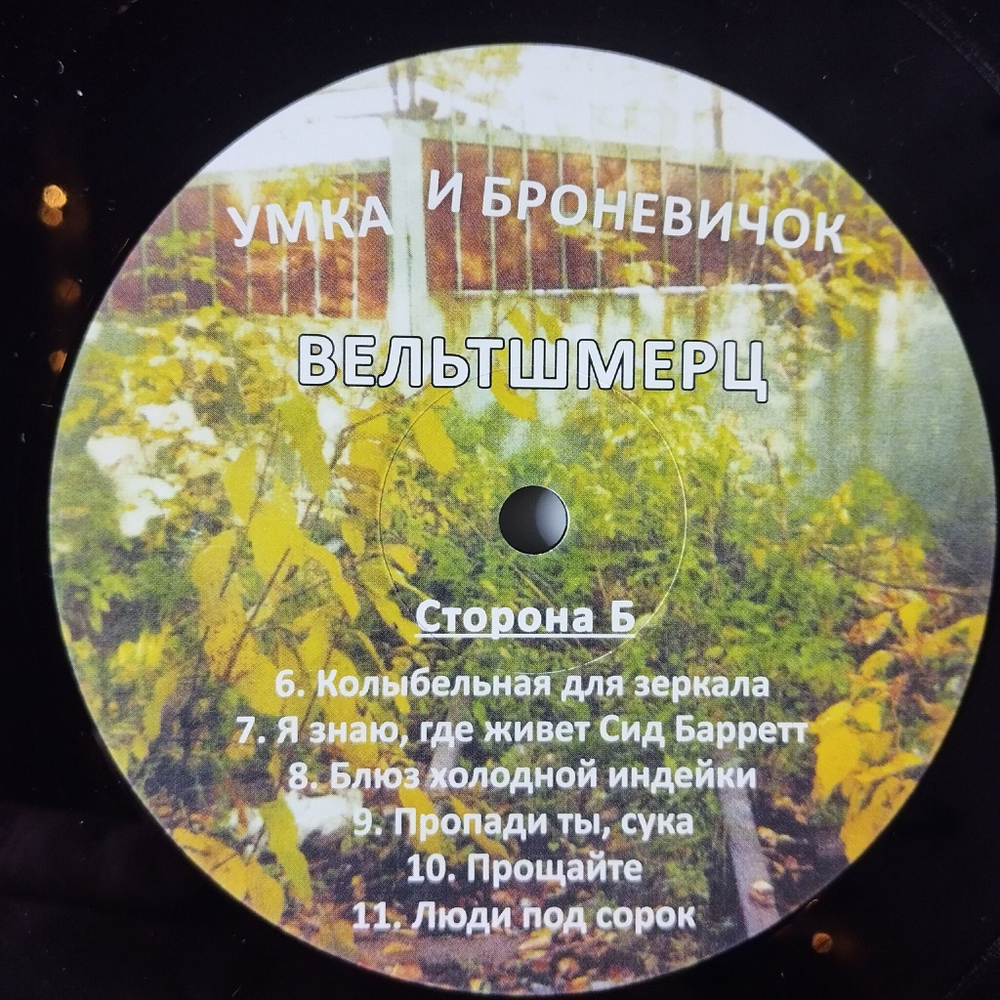 УМКА И БРОНЕВИЧОК
ВЕЛЬТШМЕРЦ
Сторона Б
6. Колыбельная для зеркала
7. Я знаю, где живет Сид Барретт
8. Блюз холодной индейки
9. Пропади ты, сука
10. Прощайте
11. Люди под сорок